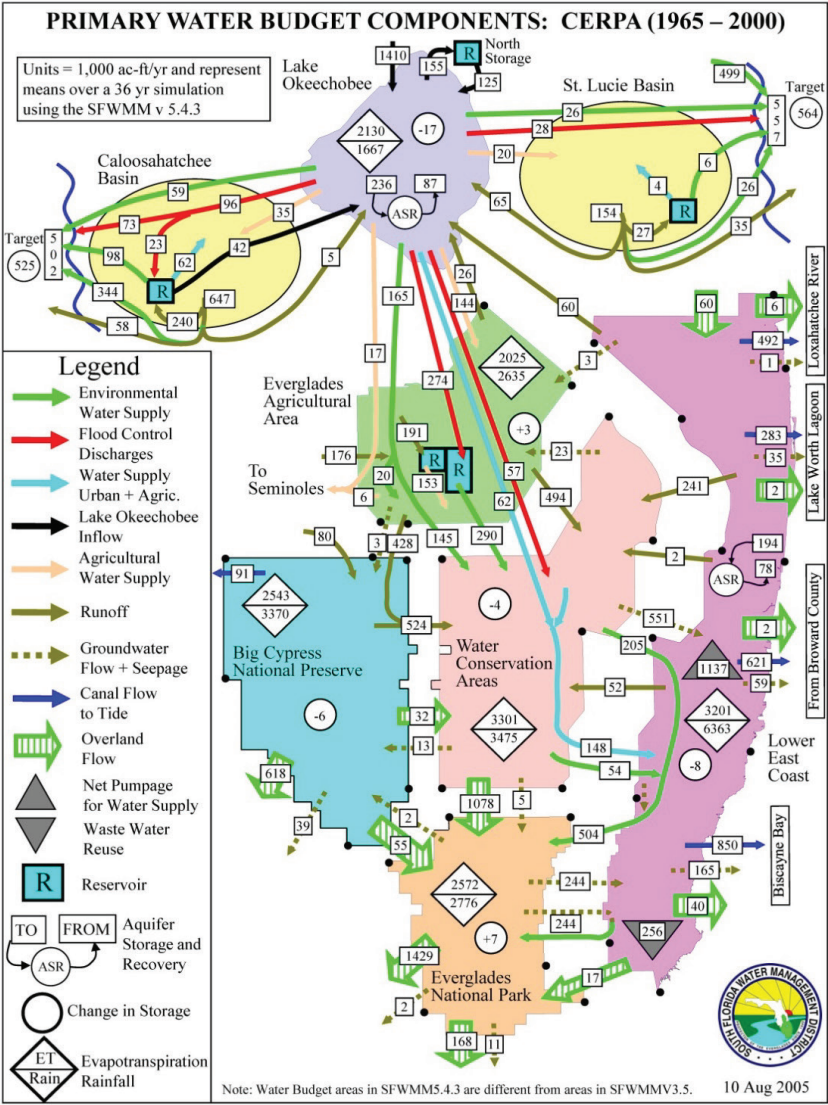 PRIMARY WATER BUDGET COMPONENTS: CERPA (1965 – 2000)
Units = 1,000 ac-ft/yr and represent
means over a 36 yr simulation
using the SFWMM v 5.4.3
Lake
Okeechobee
1410
155
R
North
Storage
125
-17
2130
1667
236
87
ASR
St. Lucie Basin
499
Target
564
5
5
7
26
28
20
6
4
R
26
65
154
27
35
Caloosahatchee
Basin
59
96
35
73
23
62
42
5
Target
525
5
0
2
98
R
344
647
240
58
165
26
144
60
17
274
3
2025
2635
+3
Everglades
Agricultural
Area
191
R
R
153
176
20
To
Seminoles
6
57
62
23
494
3
428
145
290
80
60
6
492
1
Loxahatchee River
283
35
2
Lake Worth Lagoon
241
2
194
ASR
78
551
205
2
621
59
From Broward County
1137
3201
6363
-8
Lower
East
Coast
91
2543
3370
Big Cypress
National Preserve
-6
524
32
13
-4
Water
Conservation
Areas
3301
3475
52
148
54
618
39
2
55
1078
5
504
850
165
40
Biscayne Bay
2572
2776
+7
244
244
256
17
Everglades
National Park
1429
2
168
11
Legend
Environmental
Water Supply
Flood Control
Discharges
Water Supply
Urban + Agric.
Lake Okeechobee
Inflow
Agricultural
Water Supply
Runoff
Groundwater
Flow + Seepage
Canal Flow
to Tide
Overland
Flow
Net Pumpage
for Water Supply
Waste Water
Reuse
R
Reservoir
TO
FROM
ASR
Aquifer
Storage and
Recovery
Change in Storage
ET
Rain
Evapotranspiration
Rainfall
SOUTH FLORIDA WATER MANAGEMENT DISTRICT
Note: Water Budget areas in SFWMM5.4.3 are different from areas in SFWMMV3.5.
10 Aug 2005